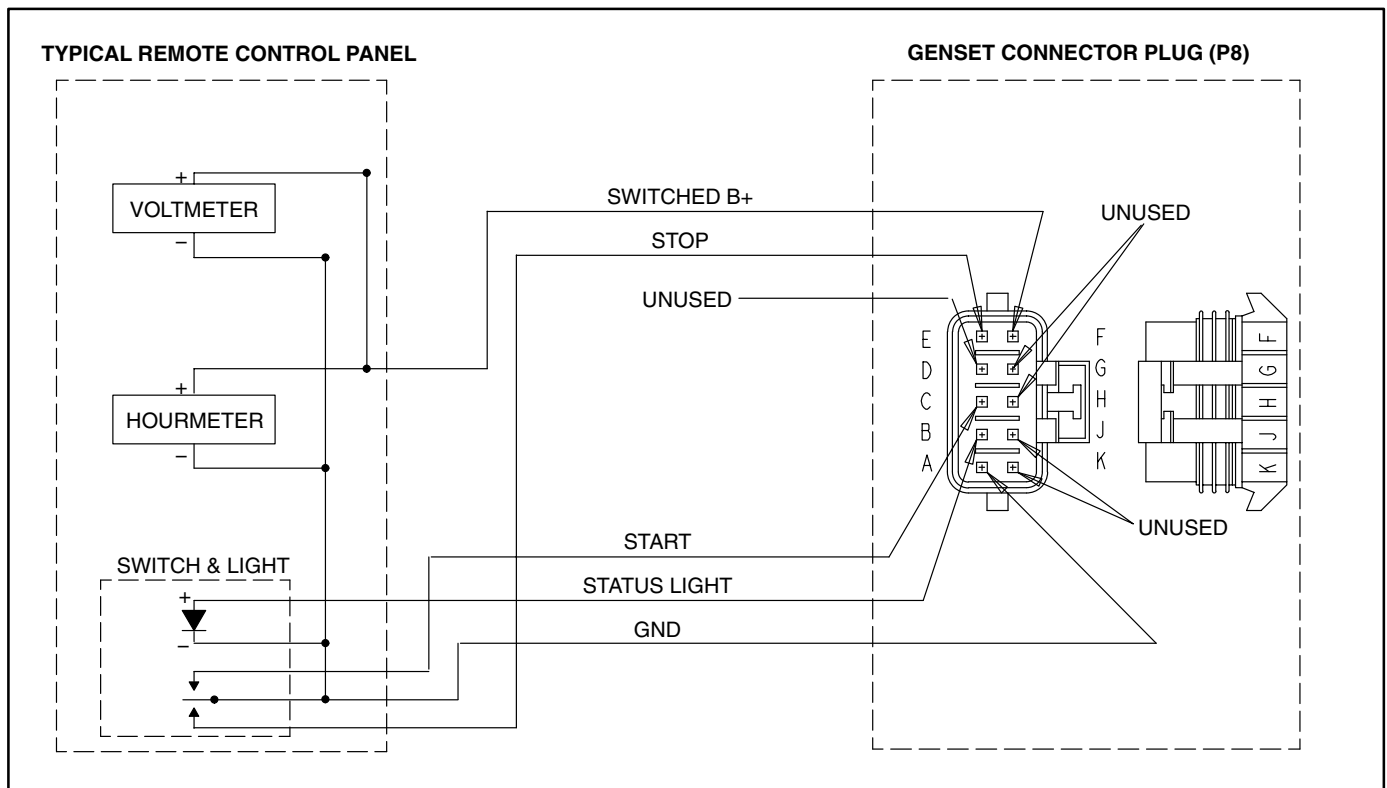 TYPICAL REMOTE CONTROL PANEL
GENSET CONNECTOR PLUG (P8)
+
VOLTMETER
−
SWITCHED B+
UNUSED
STOP
UNUSED
+
HOURMETER
−
E
F
D
G
C
H
B
J
A
K
F
G
H
J
K
UNUSED
START
SWITCH & LIGHT
STATUS LIGHT
+
−
GND